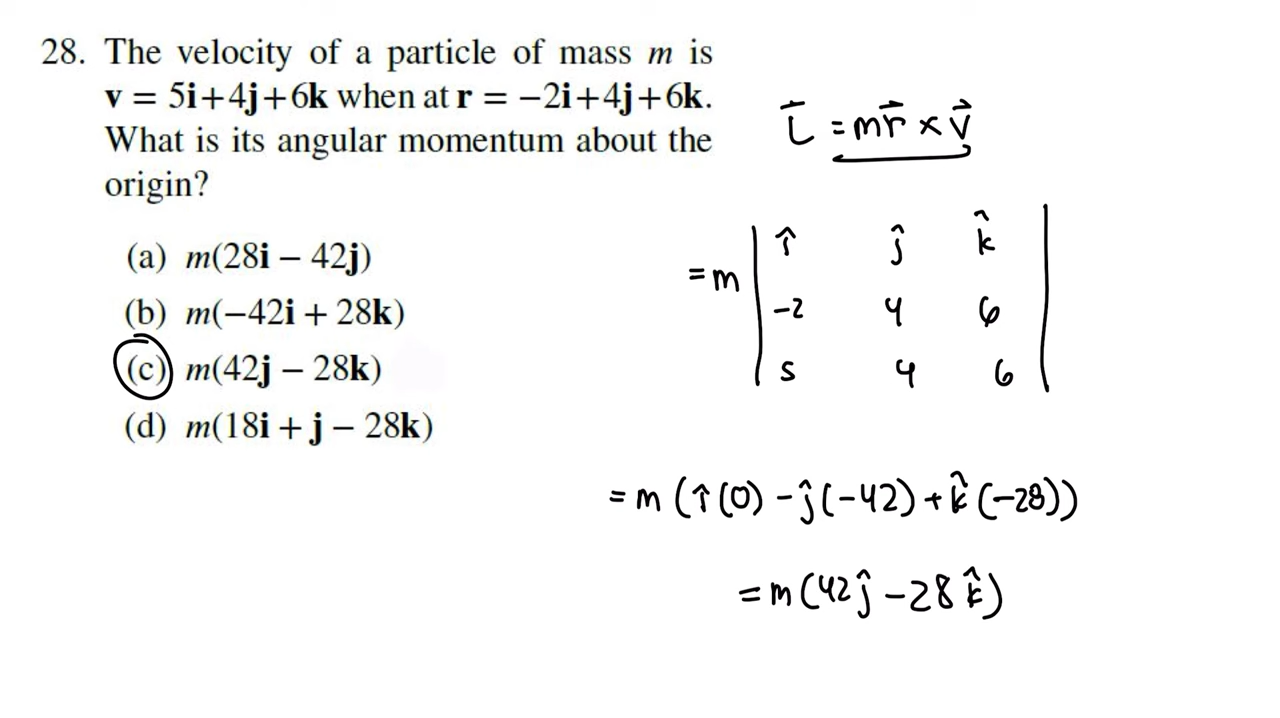 28. The velocity of a particle of mass m is
v = 5i+4j+6k when at r = −2i+4j+6k.
What is its angular momentum about the
origin?
(a) m(28i − 42j)
(b) m(−42i + 28k)
(c) m(42j − 28k)
(d) m(18i + j − 28k)
L⃗ = mr⃗ × v⃗
= m | î ĵ k̂ |
-2 4 6
5 4 6
= m (î(0) - ĵ(-42) + k̂(-28))
= m(42ĵ - 28k̂)